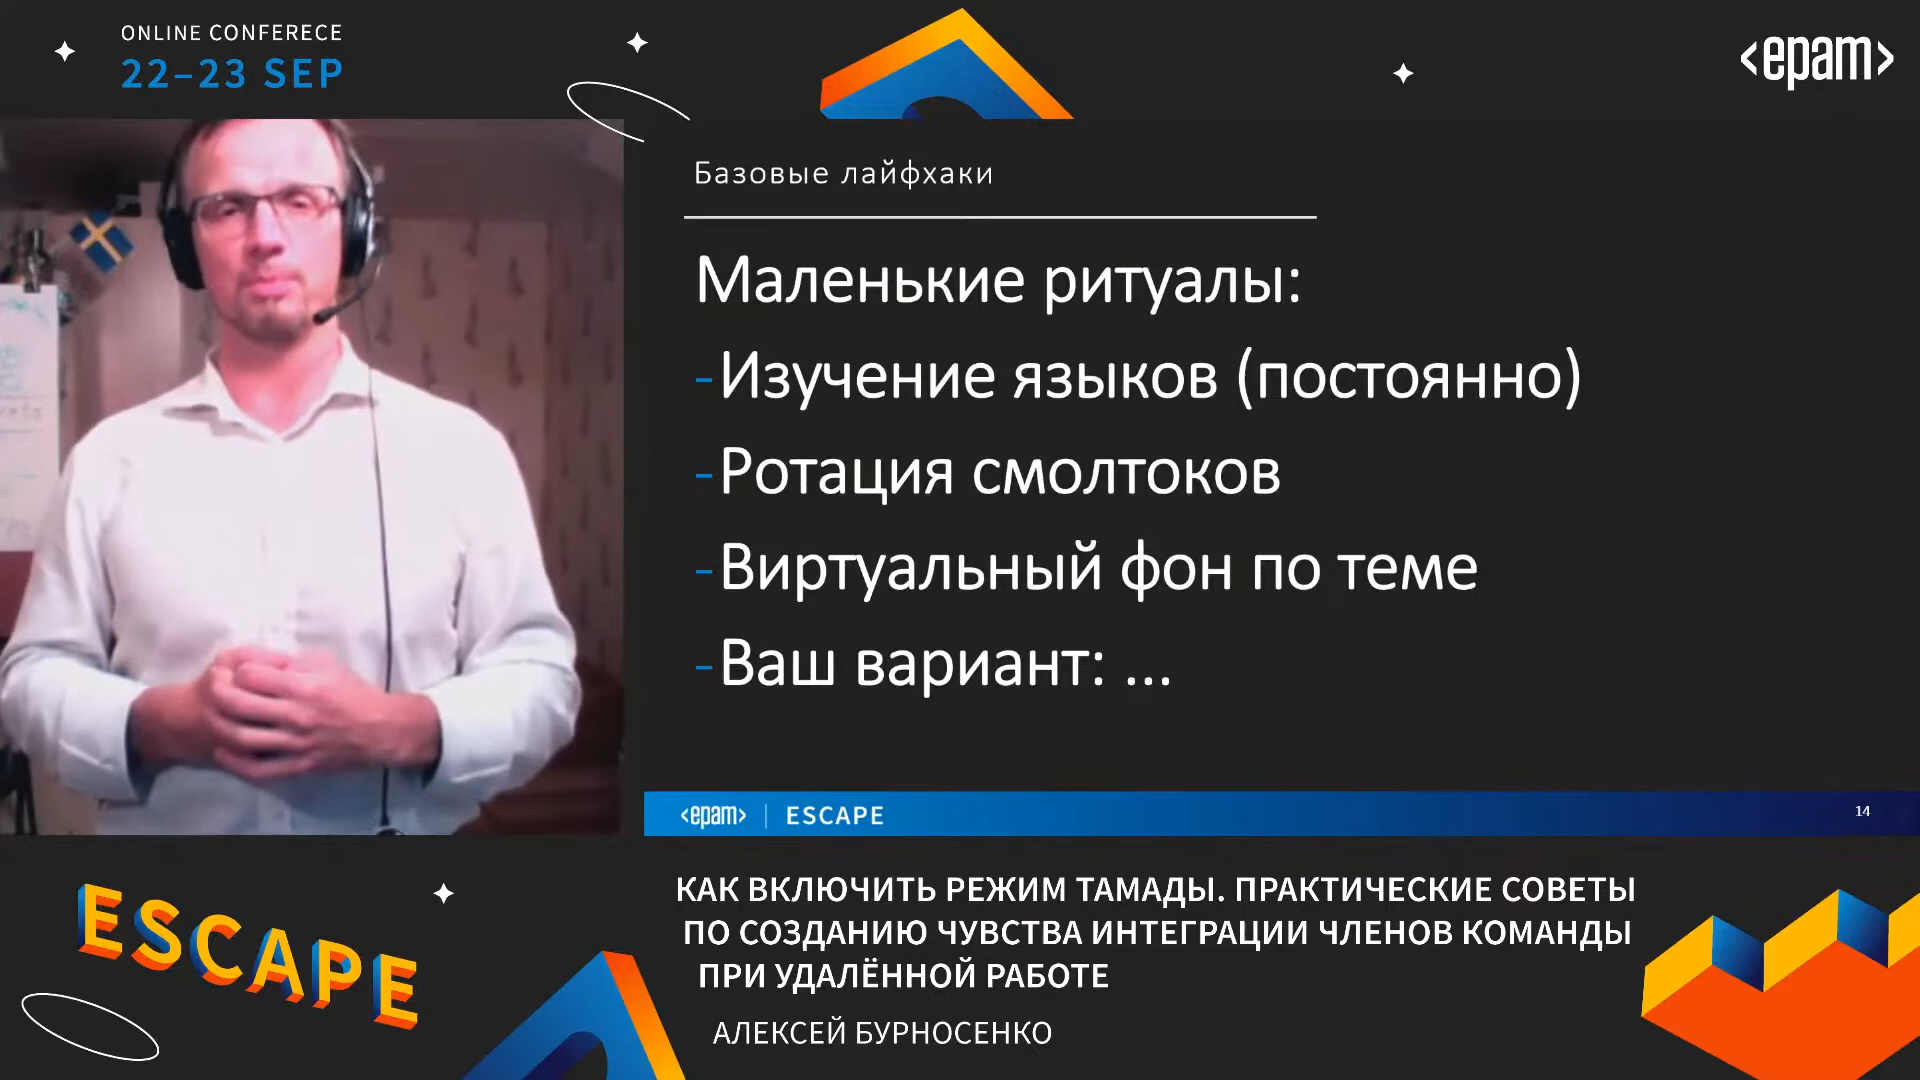 ONLINE CONFERECE
22–23 SEP
<epam>
Базовые лайфхаки
Маленькие ритуалы:
-Изучение языков (постоянно)
-Ротация смолтоков
-Виртуальный фон по теме
-Ваш вариант: ...
<epam> | ESCAPE
14
ESCAPE
КАК ВКЛЮЧИТЬ РЕЖИМ ТАМАДЫ. ПРАКТИЧЕСКИЕ СОВЕТЫ
ПО СОЗДАНИЮ ЧУВСТВА ИНТЕГРАЦИИ ЧЛЕНОВ КОМАНДЫ
ПРИ УДАЛЁННОЙ РАБОТЕ
АЛЕКСЕЙ БУРНОСЕНКО